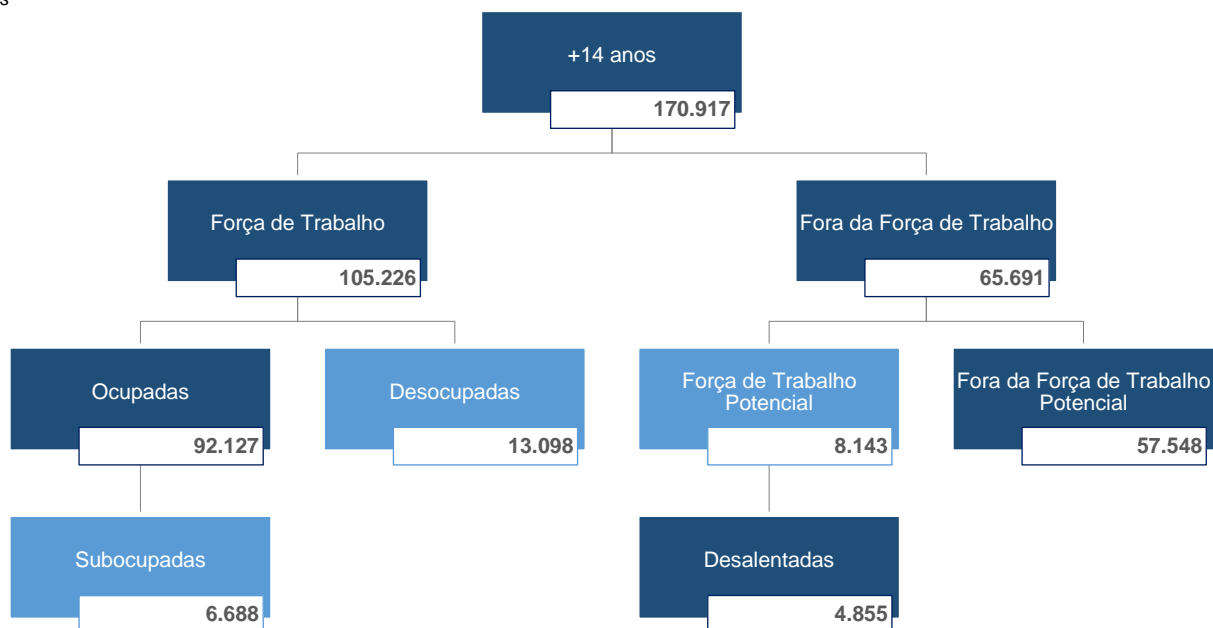 s
+14 anos
170.917
Força de Trabalho
105.226
Fora da Força de Trabalho
65.691
Ocupadas
92.127
Desocupadas
13.098
Força de Trabalho
Potencial
8.143
Fora da Força de Trabalho
Potencial
57.548
Subocupadas
6.688
Desalentadas
4.855